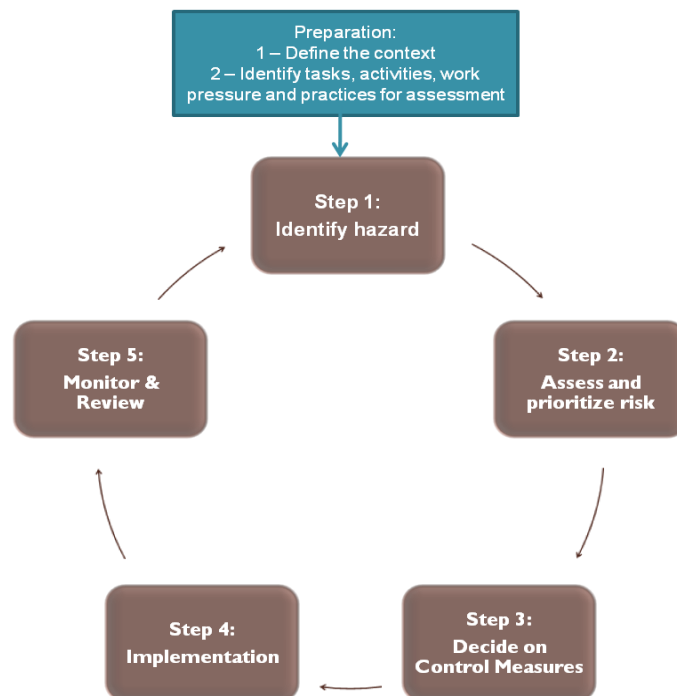 Preparation:
1 – Define the context
2 – Identify tasks, activities, work
pressure and practices for assessment
Step 1:
Identify hazard
Step 2:
Assess and
prioritize risk
Step 3:
Decide on
Control Measures
Step 4:
Implementation
Step 5:
Monitor &
Review